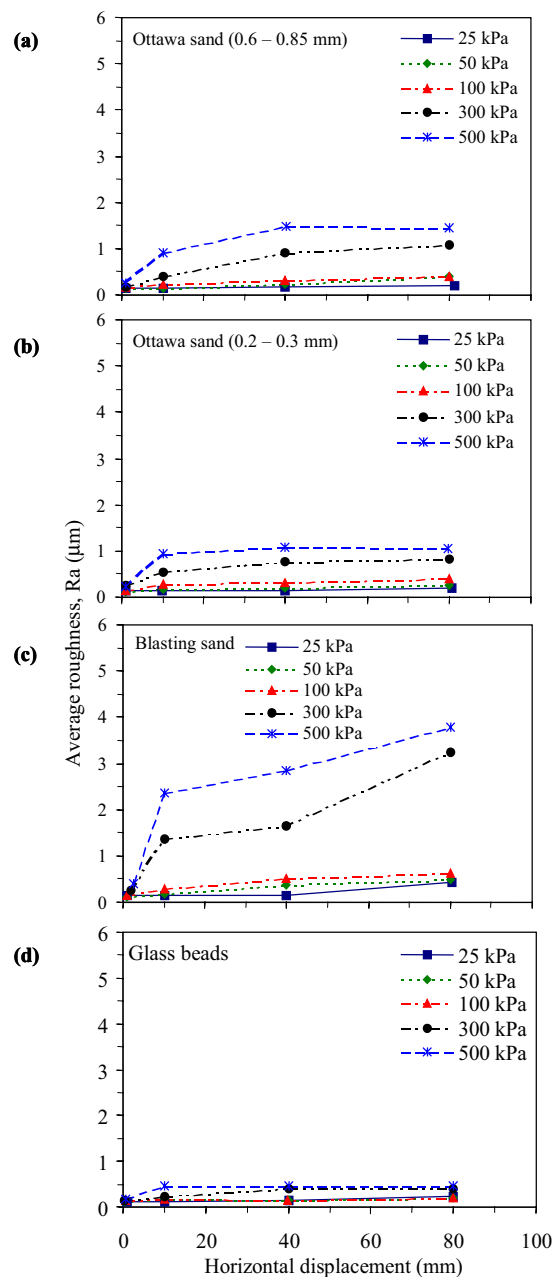 (a)
Ottawa sand (0.6 – 0.85 mm)
25 kPa
50 kPa
100 kPa
300 kPa
500 kPa
6
5
4
3
2
1
0
(b)
Ottawa sand (0.2 – 0.3 mm)
25 kPa
50 kPa
100 kPa
300 kPa
500 kPa
6
5
4
3
2
1
0
Average roughness, Ra (μm)
(c)
Blasting sand
25 kPa
50 kPa
100 kPa
300 kPa
500 kPa
6
5
4
3
2
1
0
(d)
Glass beads
25 kPa
50 kPa
100 kPa
300 kPa
500 kPa
6
5
4
3
2
1
0
0 20 40 60 80 100
Horizontal displacement (mm)